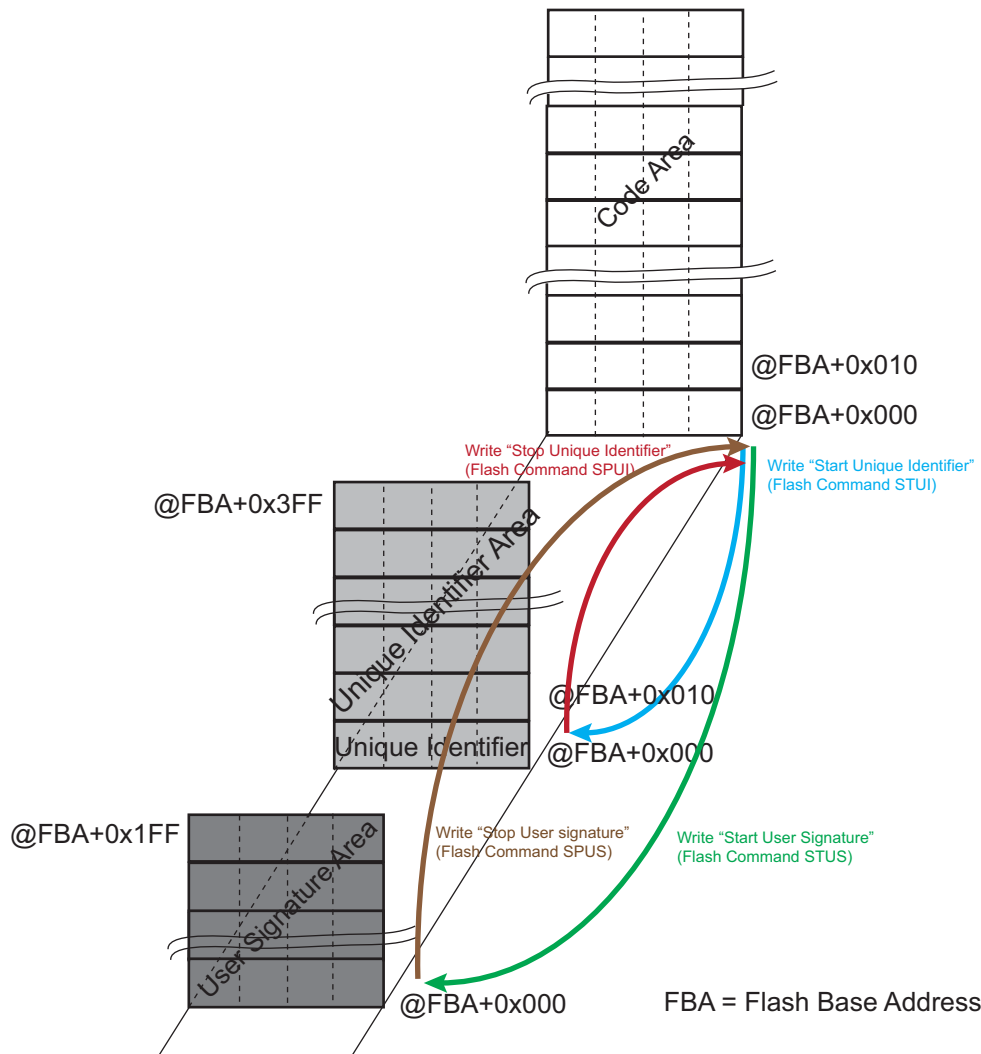 Code Area
@FBA+0x010
@FBA+0x000
Write “Stop Unique Identifier”
(Flash Command SPUI)
Write “Start Unique Identifier”
(Flash Command STUI)
@FBA+0x3FF
Unique Identifier Area
@FBA+0x010
Unique Identifier
@FBA+0x000
@FBA+0x1FF
Write “Stop User signature”
(Flash Command SPUS)
Write “Start User Signature”
(Flash Command STUS)
User Signature Area
@FBA+0x000
FBA = Flash Base Address